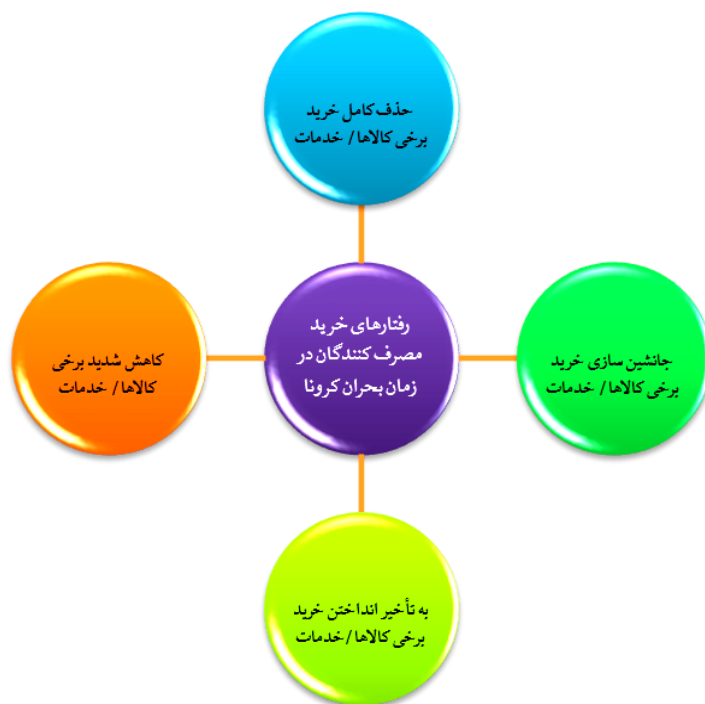 حذف کامل خرید
برخی کالاها / خدمات
رفتارهای خرید
مصرف کنندگان در
زمان بحران کرونا
جانشین سازی خرید
برخی کالاها / خدمات
کاهش شدید برخی
کالاها / خدمات
به تأخیر انداختن خرید
برخی کالاها /خدمات